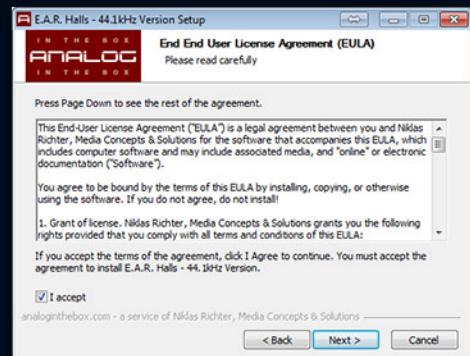 E.A.R. Halls - 44.1kHz Version Setup
IN THE BOX
ANALOG
IN THE BOX
End End User License Agreement (EULA)
Please read carefully
Press Page Down to see the rest of the agreement.
This End-User License Agreement ("EULA") is a legal agreement between you and Niklas
Richter, Media Concepts & Solutions for the software that accompanies this EULA, which
includes computer software and may include associated media, and "online" or electronic
documentation ("Software").
You agree to be bound by the terms of this EULA by installing, copying, or otherwise
using the software. If you do not agree, do not install!
1. Grant of license. Niklas Richter, Media Concepts & Solutions grants you the following
rights provided that you comply with all terms and conditions of this EULA:
If you accept the terms of the agreement, click I Agree to continue. You must accept the
agreement to install E.A.R. Halls - 44.1kHz Version.
I accept
analoginthebox.com - a service of Niklas Richter, Media Concepts & Solutions
< Back
Next >
Cancel